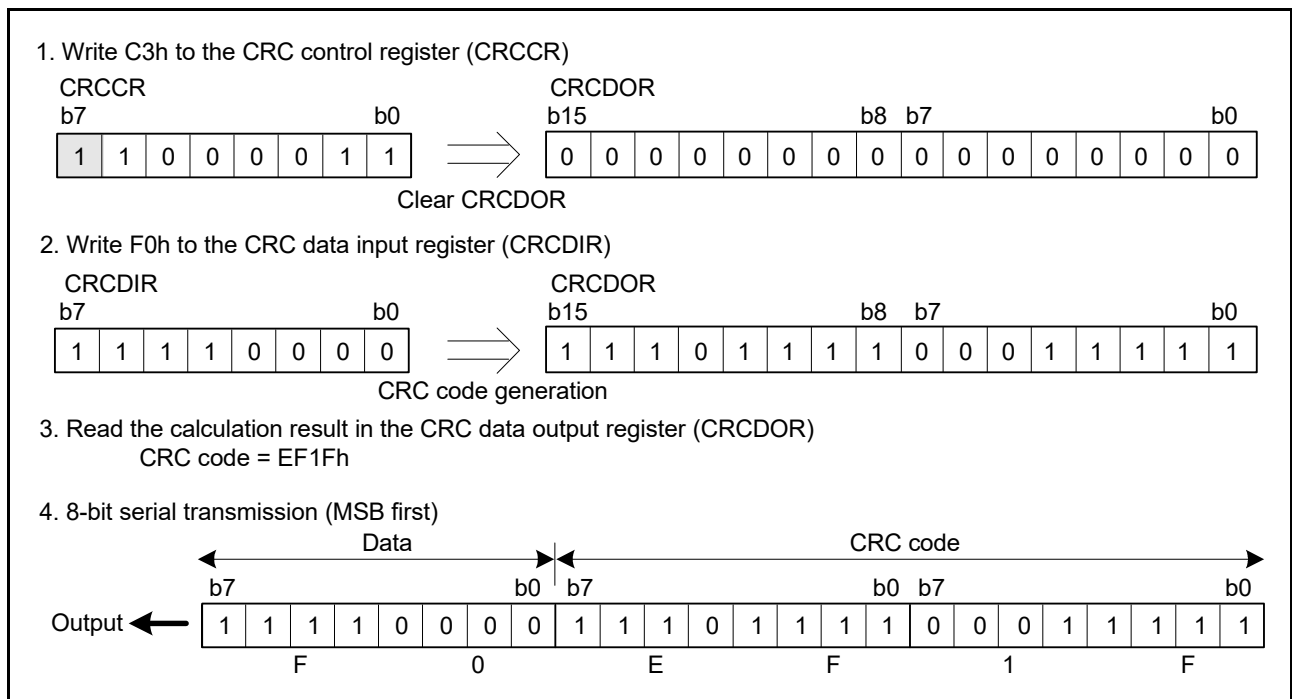 1. Write C3h to the CRC control register (CRCCR)
CRCCR CRCDOR
b7 b0 b15 b8 b7 b0
1 1 0 0 0 0 1 1 0 0 0 0 0 0 0 0 0 0 0 0 0 0 0 0
Clear CRCDOR
2. Write F0h to the CRC data input register (CRCDIR)
CRCDIR CRCDOR
b7 b0 b15 b8 b7 b0
1 1 1 1 0 0 0 0 1 1 1 0 1 1 1 1 0 0 0 1 1 1 1 1
CRC code generation
3. Read the calculation result in the CRC data output register (CRCDOR)
CRC code = EF1Fh
4. 8-bit serial transmission (MSB first)
Data CRC code
b7 b0 b7 b0 b7 b0
Output 1 1 1 1 0 0 0 0 1 1 1 0 1 1 1 1 0 0 0 1 1 1 1 1
F 0 E F 1 F